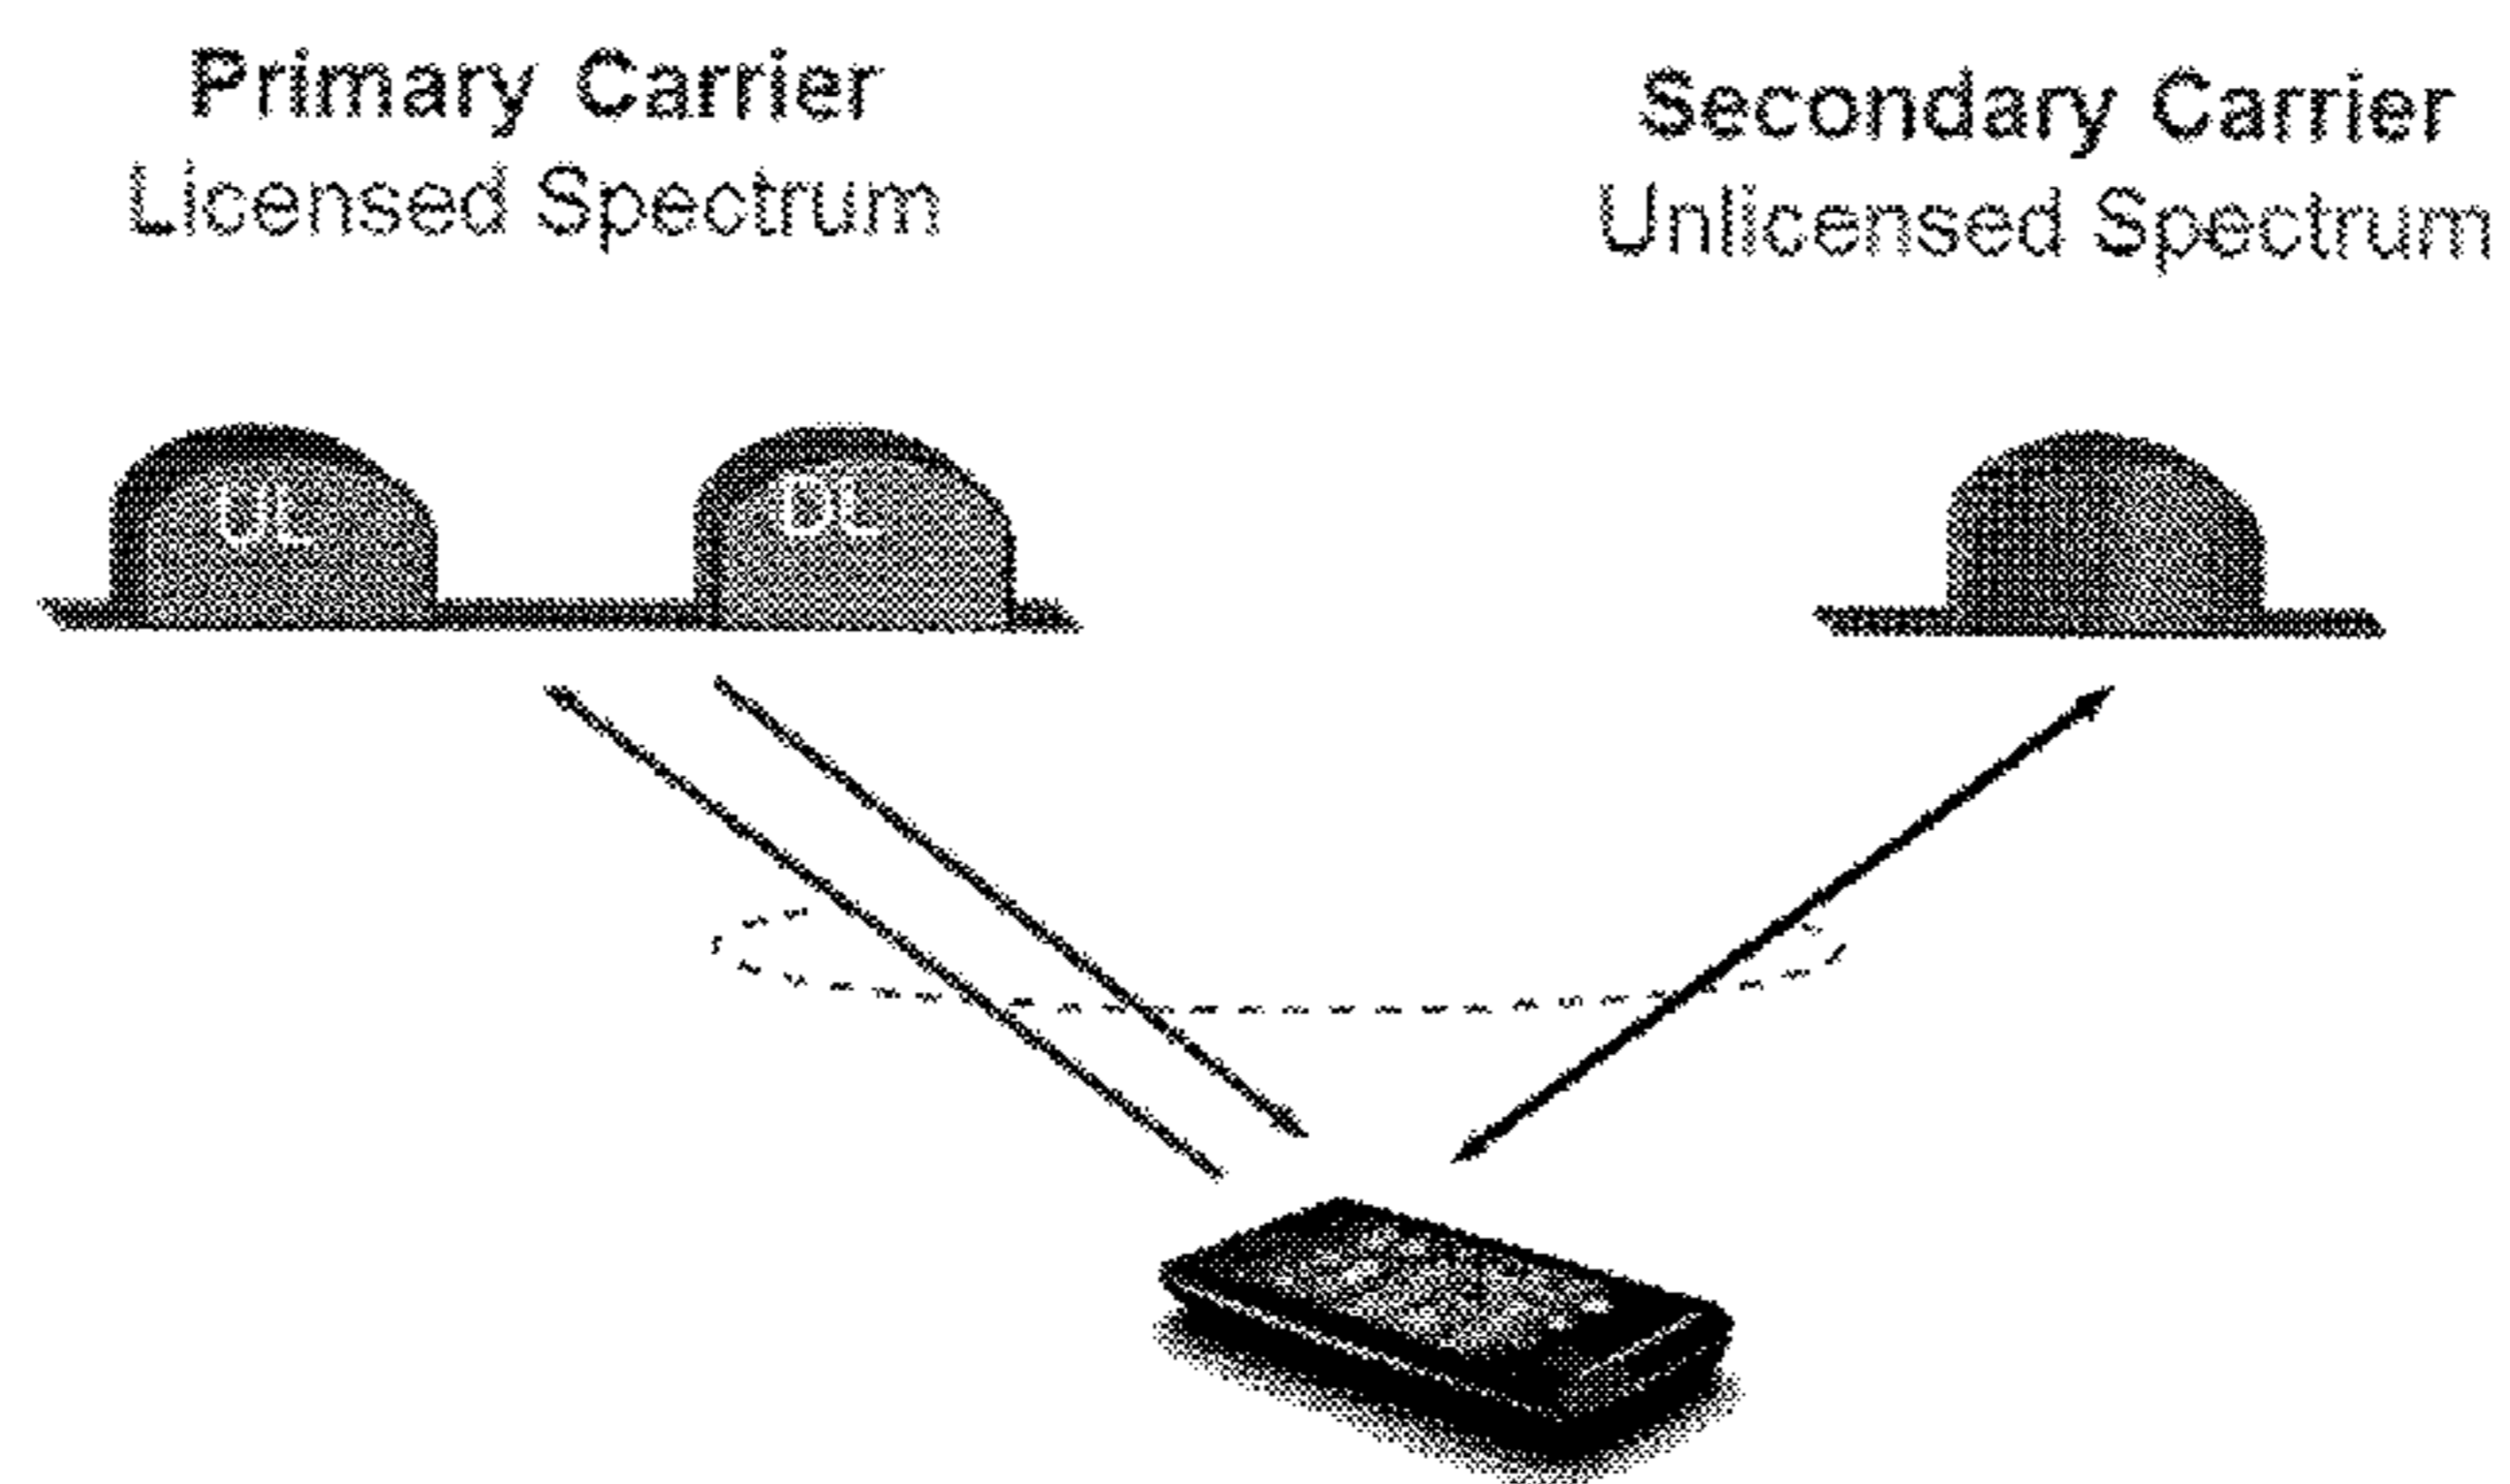 Primary Carrier
Licensed Spectrum
Secondary Carrier
Unlicensed Spectrum
UL
DL